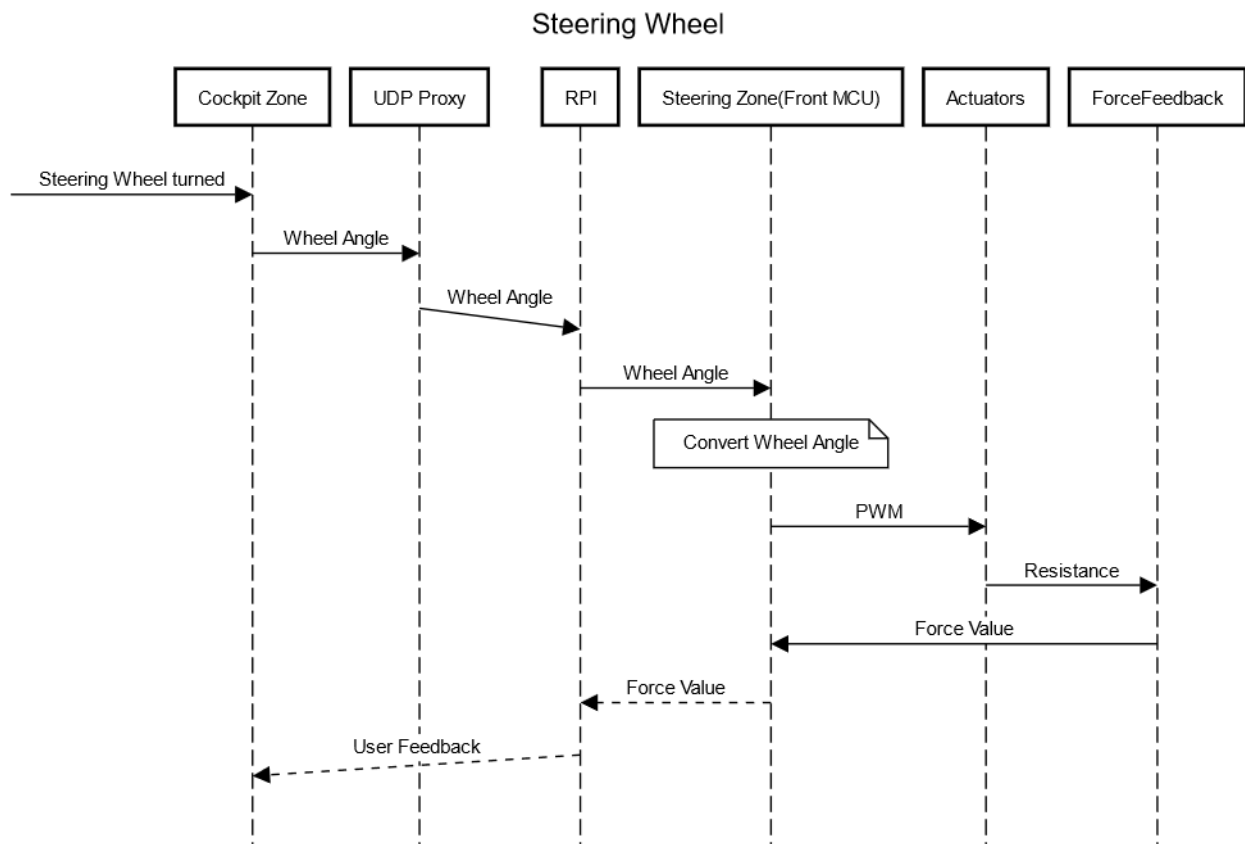 Steering Wheel
Cockpit Zone
UDP Proxy
RPI
Steering Zone(Front MCU)
Actuators
ForceFeedback
Steering Wheel turned
Wheel Angle
Wheel Angle
Wheel Angle
Convert Wheel Angle
PWM
Resistance
Force Value
Force Value
User Feedback